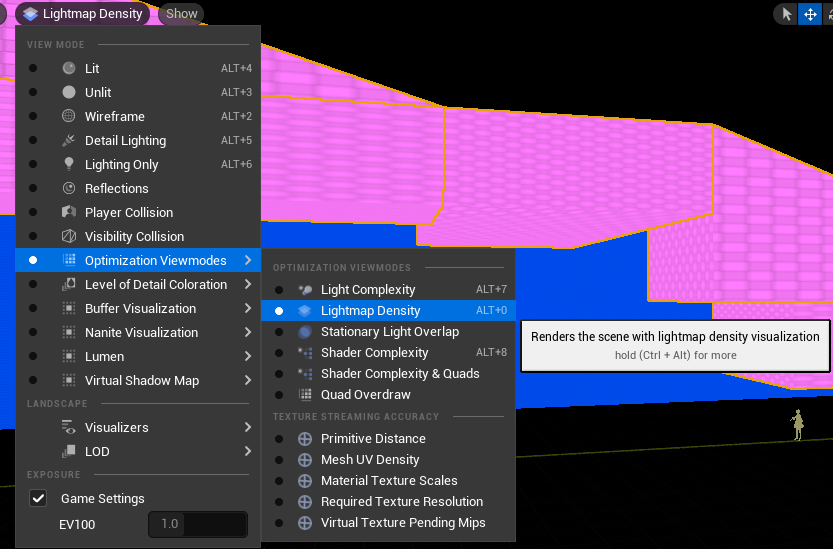 Lightmap Density
Show
VIEW MODE
Lit ALT+4
Unlit ALT+3
Wireframe ALT+2
Detail Lighting ALT+5
Lighting Only ALT+6
Reflections
Player Collision
Visibility Collision
Optimization Viewmodes
Level of Detail Coloration
Buffer Visualization
Nanite Visualization
Lumen
Virtual Shadow Map
LANDSCAPE
Visualizers
LOD
EXPOSURE
Game Settings
EV100 1.0
OPTIMIZATION VIEWMODES
Light Complexity ALT+7
Lightmap Density ALT+0
Stationary Light Overlap
Shader Complexity ALT+8
Shader Complexity & Quads
Quad Overdraw
TEXTURE STREAMING ACCURACY
Primitive Distance
Mesh UV Density
Material Texture Scales
Required Texture Resolution
Virtual Texture Pending Mips
Renders the scene with lightmap density visualization
hold (Ctrl + Alt) for more